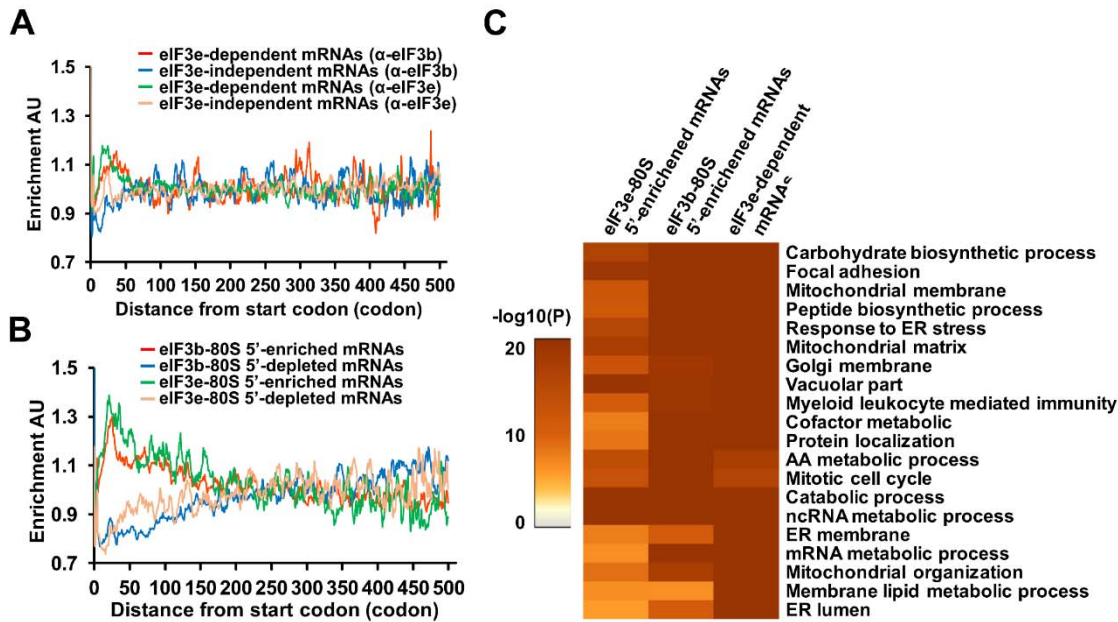 A
eIF3e-dependent mRNAs (α-eIF3b)
eIF3e-independent mRNAs (α-eIF3b)
eIF3e-dependent mRNAs (α-eIF3e)
eIF3e-independent mRNAs (α-eIF3e)
Enrichment AU
1.5
1.3
1.1
0.9
0.7
0 50 100 150 200 250 300 350 400 450 500
Distance from start codon (codon)
B
eIF3b-80S 5’-enriched mRNAs
eIF3b-80S 5’-depleted mRNAs
eIF3e-80S 5’-enriched mRNAs
eIF3e-80S 5’-depleted mRNAs
Enrichment AU
1.5
1.3
1.1
0.9
0.7
0 50 100 150 200 250 300 350 400 450 500
Distance from start codon (codon)
C
eIF3e-80S
5’-enrichened mRNAs
eIF3b-80S
5’-enrichened mRNAs
eIF3e-dependent
mRNAs
-log10(P)
20
10
0
Carbohydrate biosynthetic process
Focal adhesion
Mitochondrial membrane
Peptide biosynthetic process
Response to ER stress
Mitochondrial matrix
Golgi membrane
Vacuolar part
Myeloid leukocyte mediated immunity
Cofactor metabolic
Protein localization
AA metabolic process
Mitotic cell cycle
Catabolic process
ncRNA metabolic process
ER membrane
mRNA metabolic process
Mitochondrial organization
Membrane lipid metabolic process
ER lumen